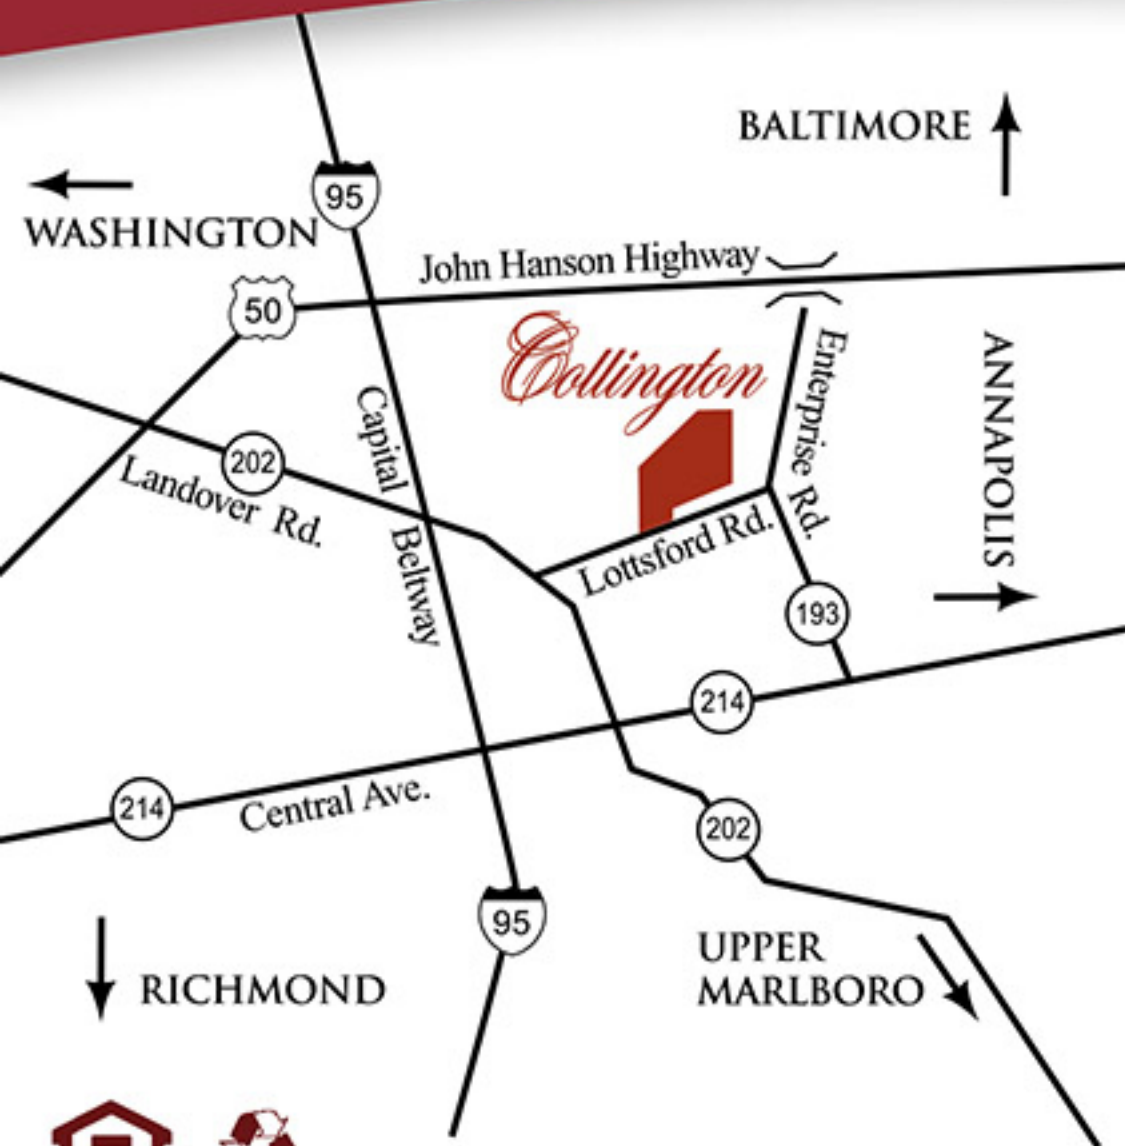 BALTIMORE
95
WASHINGTON
John Hanson Highway
50
Collington
Enterprise Rd.
ANNAPOLIS
Capital Beltway
202
Landover Rd.
Lottsford Rd.
193
214
214
Central Ave.
202
95
UPPER
MARLBORO
RICHMOND